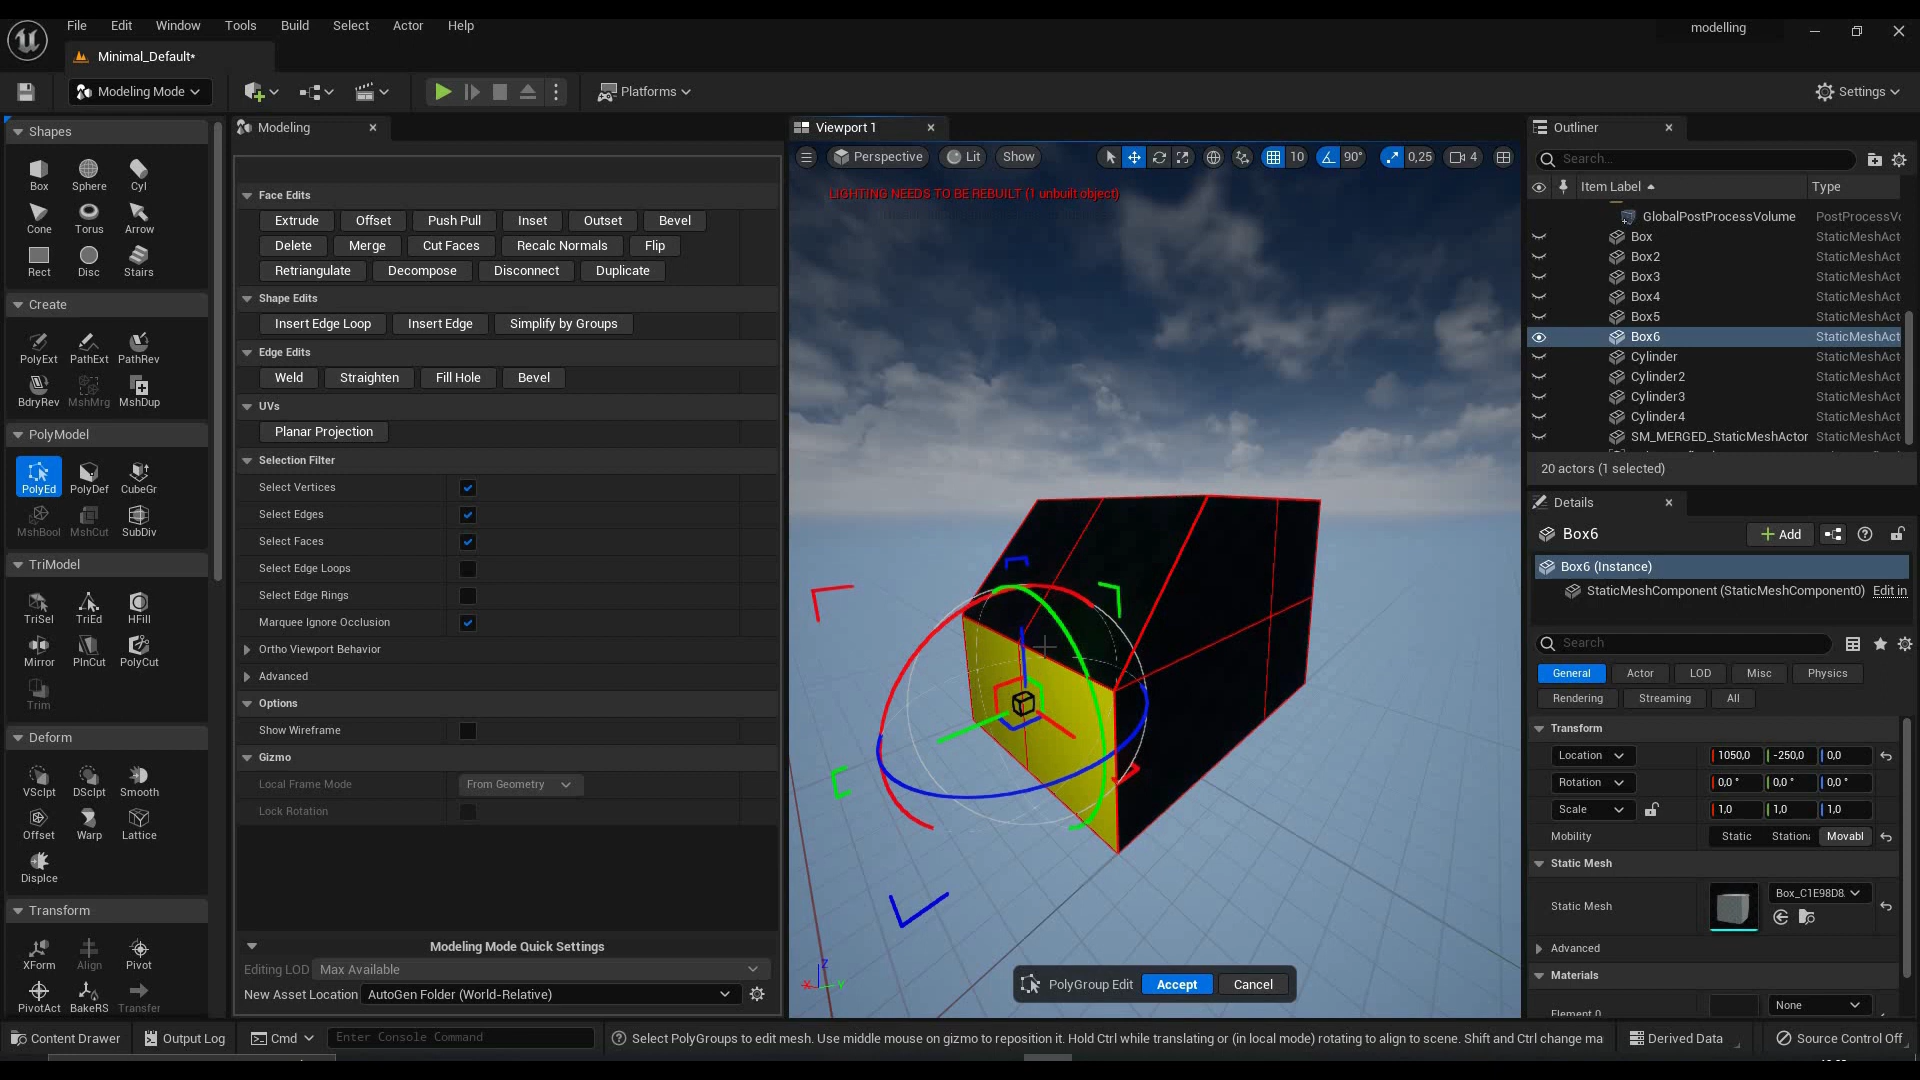 File Edit Window Tools Build Select Actor Help
modelling
Minimal_Default*
Modeling Mode
Platforms
Settings
Shapes
Box Sphere Cyl
Cone Torus Arrow
Rect Disc Stairs
Create
PolyExt PathExt PathRev
BdryRev MshMrg MshDup
PolyModel
PolyEd PolyDef CubeGr
MshBool MshCut SubDiv
TriModel
TriSel TriEd HFill
Mirror PlnCut PolyCut
Trim
Deform
VSclpt DSclpt Smooth
Offset Warp Lattice
Displce
Transform
XForm Align Pivot
PivotAct BakeRS Transfer
Modeling
Face Edits
Extrude Offset Push Pull Inset Outset Bevel
Delete Merge Cut Faces Recalc Normals Flip
Retriangulate Decompose Disconnect Duplicate
Shape Edits
Insert Edge Loop Insert Edge Simplify by Groups
Edge Edits
Weld Straighten Fill Hole Bevel
UVs
Planar Projection
Selection Filter
Select Vertices
Select Edges
Select Faces
Select Edge Loops
Select Edge Rings
Marquee Ignore Occlusion
Ortho Viewport Behavior
Advanced
Options
Show Wireframe
Gizmo
Local Frame Mode From Geometry
Lock Rotation
Modeling Mode Quick Settings
Editing LOD Max Available
New Asset Location AutoGen Folder (World-Relative)
Viewport 1
Perspective Lit Show 10 90° 0,25 4
LIGHTING NEEDS TO BE REBUILT (1 unbuilt object)
Z
X Y
PolyGroup Edit Accept Cancel
Outliner
Search...
Item Label Type
GlobalPostProcessVolume PostProcessVo
Box StaticMeshAct
Box2 StaticMeshAct
Box3 StaticMeshAct
Box4 StaticMeshAct
Box5 StaticMeshAct
Box6 StaticMeshAct
Cylinder StaticMeshAct
Cylinder2 StaticMeshAct
Cylinder3 StaticMeshAct
Cylinder4 StaticMeshAct
SM_MERGED_StaticMeshActor StaticMeshAct
20 actors (1 selected)
Details
Box6 Add
Box6 (Instance)
StaticMeshComponent (StaticMeshComponent0) Edit in
Search
General Actor LOD Misc Physics
Rendering Streaming All
Transform
Location 1050,0 -250,0 0,0
Rotation 0,0 ° 0,0 ° 0,0 °
Scale 1,0 1,0 1,0
Mobility Static Station Movabl
Static Mesh
Static Mesh Box_C1E98D8
Advanced
Materials
Element 0 None
Content Drawer Output Log Cmd Enter Console Command
Select PolyGroups to edit mesh. Use middle mouse on gizmo to reposition it. Hold Ctrl while translating or (in local mode) rotating to align to scene. Shift and Ctrl change ma
Derived Data Source Control Off